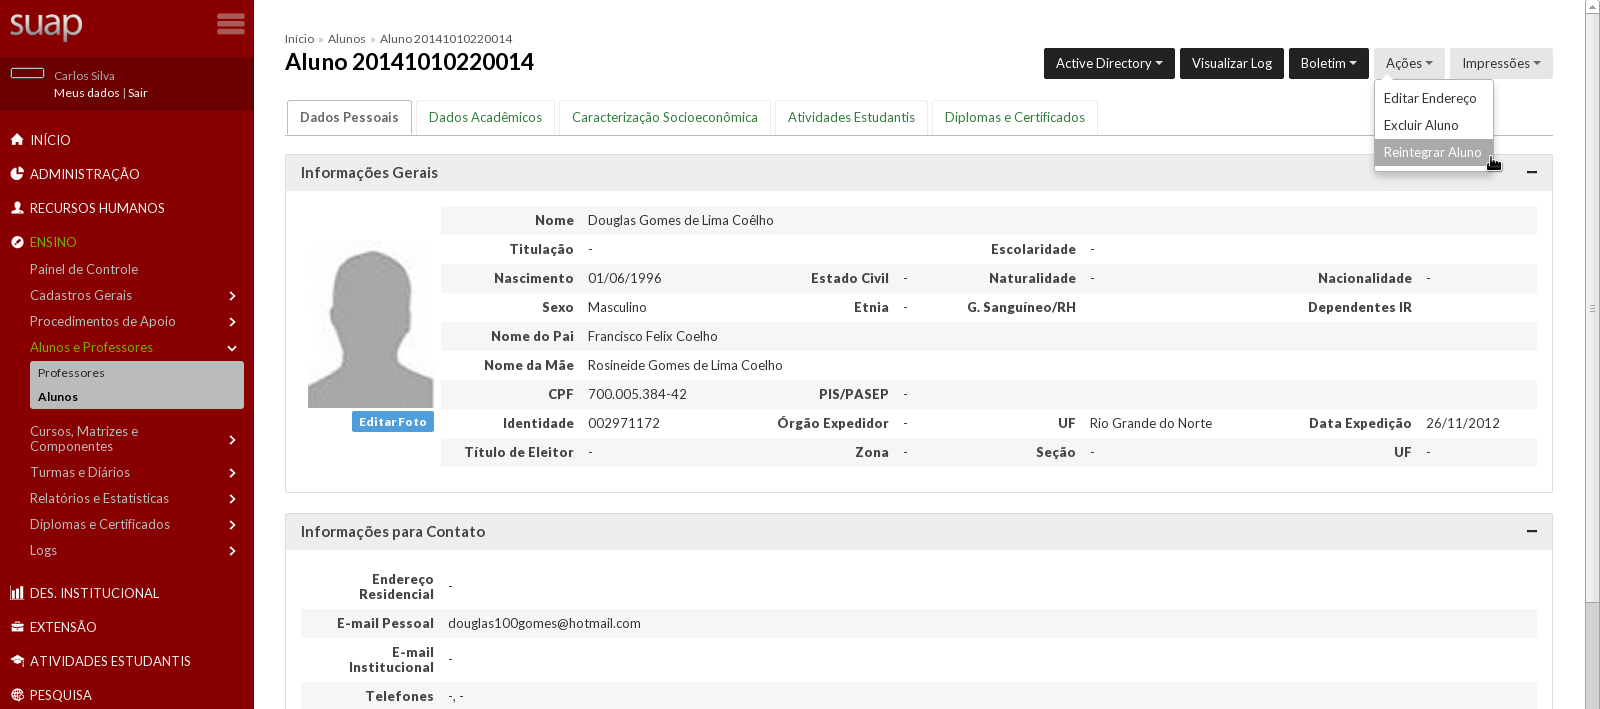 suap
Carlos Silva
Meus dados | Sair
INÍCIO
ADMINISTRAÇÃO
RECURSOS HUMANOS
ENSINO
Painel de Controle
Cadastros Gerais
Procedimentos de Apoio
Alunos e Professores
Professores
Alunos
Cursos, Matrizes e
Componentes
Turmas e Diários
Relatórios e Estatísticas
Diplomas e Certificados
Logs
DES. INSTITUCIONAL
EXTENSÃO
ATIVIDADES ESTUDANTIS
PESQUISA
Início » Alunos » Aluno 20141010220014
Aluno 20141010220014
Active Directory Visualizar Log Boletim Ações Impressões
Editar Endereço
Excluir Aluno
Reintegrar Aluno
Dados Pessoais Dados Acadêmicos Caracterização Socioeconômica Atividades Estudantis Diplomas e Certificados
Informações Gerais
Editar Foto
Nome Douglas Gomes de Lima Coêlho
Titulação - Escolaridade -
Nascimento 01/06/1996 Estado Civil - Naturalidade - Nacionalidade -
Sexo Masculino Etnia - G. Sanguíneo/RH Dependentes IR
Nome do Pai Francisco Felix Coelho
Nome da Mãe Rosineide Gomes de Lima Coelho
CPF 700.005.384-42 PIS/PASEP -
Identidade 002971172 Órgão Expedidor - UF Rio Grande do Norte Data Expedição 26/11/2012
Título de Eleitor - Zona - Seção - UF -
Informações para Contato
Endereço
Residencial -
E-mail Pessoal douglas100gomes@hotmail.com
E-mail
Institucional -
Telefones -, -